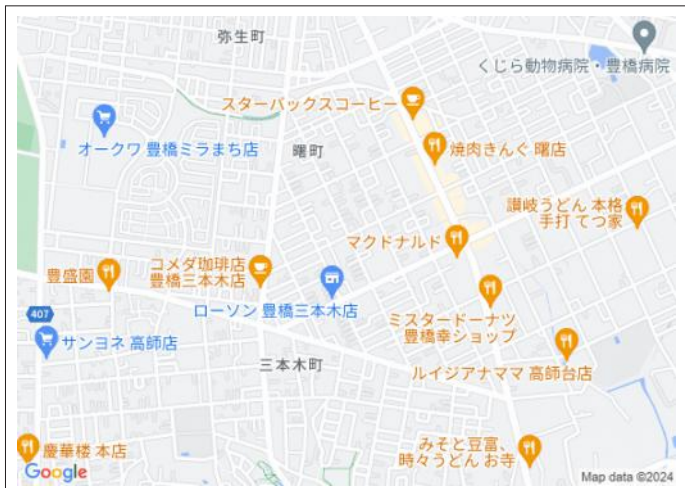 弥生町
くじら動物病院・豊橋病院
スターバックスコーヒー
オークワ 豊橋ミラまち店
曙町
焼肉きんぐ 曙店
讃岐うどん 本格
手打 てつ家
マクドナルド
コメダ珈琲店
豊橋三本木店
豊盛園
ローソン 豊橋三本木店
407
ミスタードーナツ
豊橋幸ショップ
サンヨネ 高師店
三本木町
ルイジアナママ 高師台店
みそと豆富、
時々うどん お寺
慶華楼 本店
Google
Map data ©2024